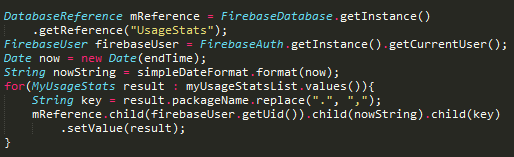 DatabaseReference mReference = FirebaseDatabase.getInstance()
.getReference("UsageStats");
FirebaseUser firebaseUser = FirebaseAuth.getInstance().getCurrentUser();
Date now = new Date(endTime);
String nowString = simpleDateFormat.format(now);
for(MyUsageStats result : myUsageStatsList.values()){
String key = result.packageName.replace(".", ",");
mReference.child(firebaseUser.getUid()).child(nowString).child(key)
.setValue(result);
}